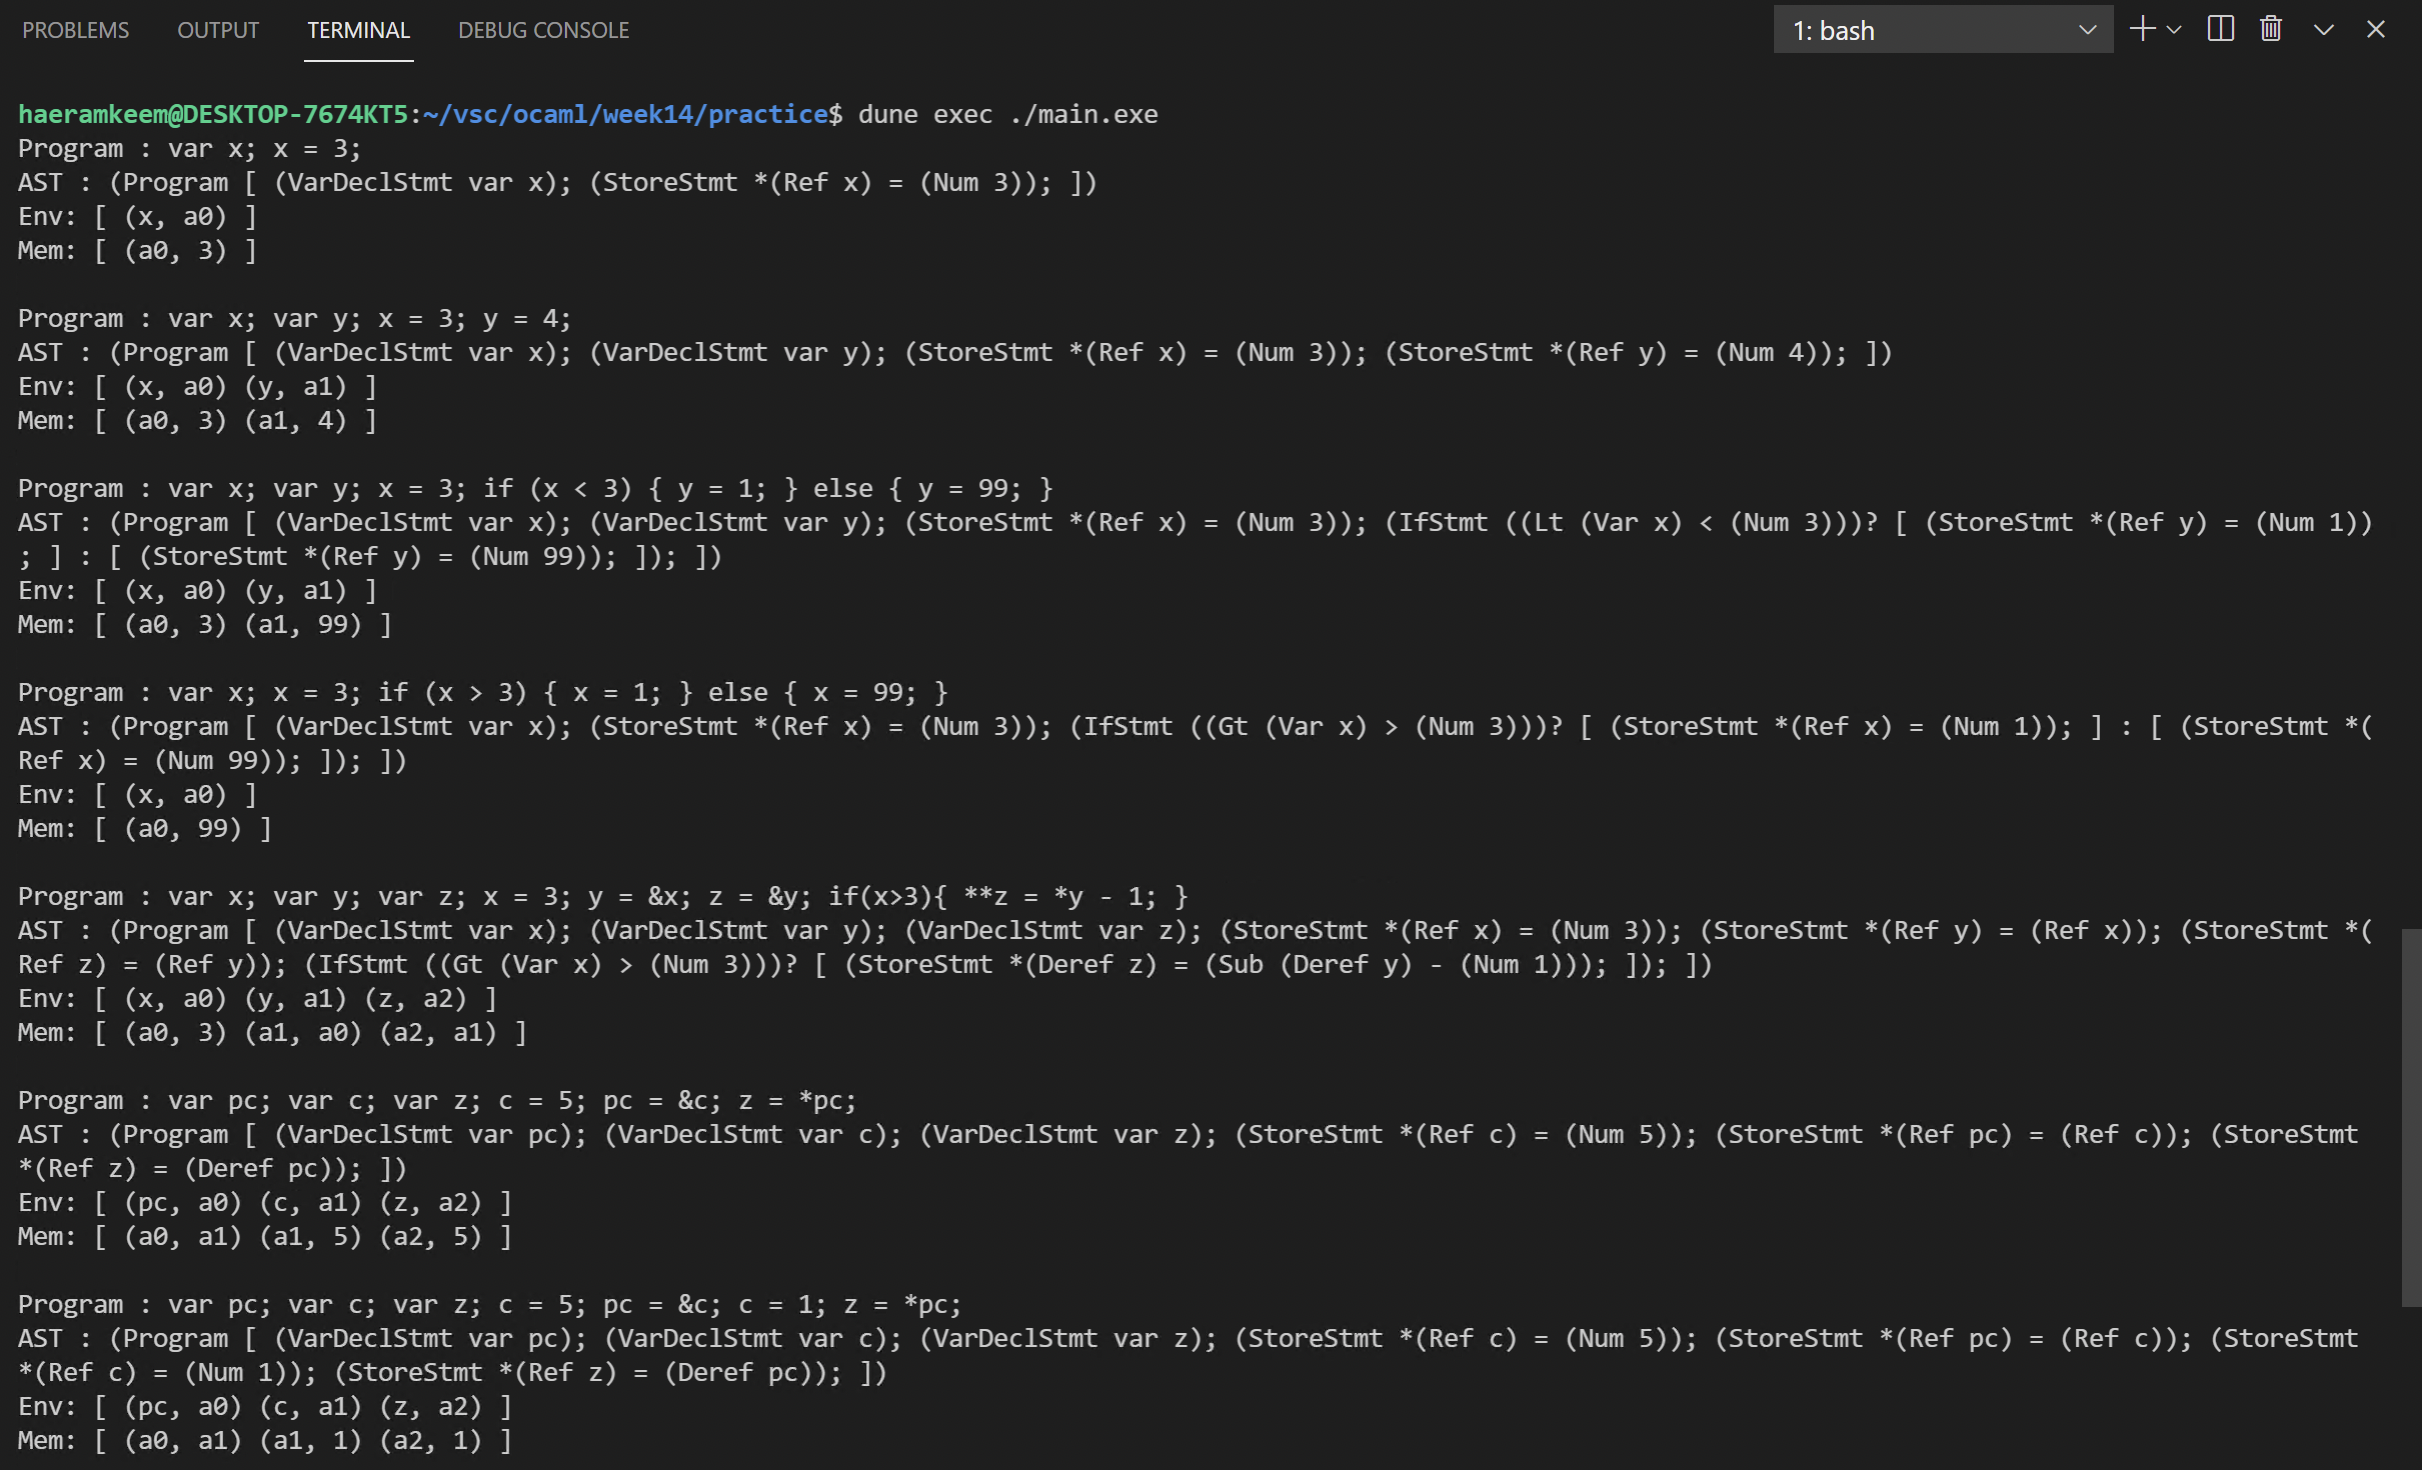 PROBLEMS OUTPUT TERMINAL DEBUG CONSOLE 1: bash
haeramkeem@DESKTOP-7674KT5:~/vsc/ocaml/week14/practice$ dune exec ./main.exe
Program : var x; x = 3;
AST : (Program [ (VarDeclStmt var x); (StoreStmt *(Ref x) = (Num 3)); ])
Env: [ (x, a0) ]
Mem: [ (a0, 3) ]
Program : var x; var y; x = 3; y = 4;
AST : (Program [ (VarDeclStmt var x); (VarDeclStmt var y); (StoreStmt *(Ref x) = (Num 3)); (StoreStmt *(Ref y) = (Num 4)); ])
Env: [ (x, a0) (y, a1) ]
Mem: [ (a0, 3) (a1, 4) ]
Program : var x; var y; x = 3; if (x < 3) { y = 1; } else { y = 99; }
AST : (Program [ (VarDeclStmt var x); (VarDeclStmt var y); (StoreStmt *(Ref x) = (Num 3)); (IfStmt ((Lt (Var x) < (Num 3)))? [ (StoreStmt *(Ref y) = (Num 1))
; ] : [ (StoreStmt *(Ref y) = (Num 99)); ]); ])
Env: [ (x, a0) (y, a1) ]
Mem: [ (a0, 3) (a1, 99) ]
Program : var x; x = 3; if (x > 3) { x = 1; } else { x = 99; }
AST : (Program [ (VarDeclStmt var x); (StoreStmt *(Ref x) = (Num 3)); (IfStmt ((Gt (Var x) > (Num 3)))? [ (StoreStmt *(Ref x) = (Num 1)); ] : [ (StoreStmt *(
Ref x) = (Num 99)); ]); ])
Env: [ (x, a0) ]
Mem: [ (a0, 99) ]
Program : var x; var y; var z; x = 3; y = &x; z = &y; if(x>3){ **z = *y - 1; }
AST : (Program [ (VarDeclStmt var x); (VarDeclStmt var y); (VarDeclStmt var z); (StoreStmt *(Ref x) = (Num 3)); (StoreStmt *(Ref y) = (Ref x)); (StoreStmt *(
Ref z) = (Ref y)); (IfStmt ((Gt (Var x) > (Num 3)))? [ (StoreStmt *(Deref z) = (Sub (Deref y) - (Num 1))); ]); ])
Env: [ (x, a0) (y, a1) (z, a2) ]
Mem: [ (a0, 3) (a1, a0) (a2, a1) ]
Program : var pc; var c; var z; c = 5; pc = &c; z = *pc;
AST : (Program [ (VarDeclStmt var pc); (VarDeclStmt var c); (VarDeclStmt var z); (StoreStmt *(Ref c) = (Num 5)); (StoreStmt *(Ref pc) = (Ref c)); (StoreStmt
*(Ref z) = (Deref pc)); ])
Env: [ (pc, a0) (c, a1) (z, a2) ]
Mem: [ (a0, a1) (a1, 5) (a2, 5) ]
Program : var pc; var c; var z; c = 5; pc = &c; c = 1; z = *pc;
AST : (Program [ (VarDeclStmt var pc); (VarDeclStmt var c); (VarDeclStmt var z); (StoreStmt *(Ref c) = (Num 5)); (StoreStmt *(Ref pc) = (Ref c)); (StoreStmt
*(Ref c) = (Num 1)); (StoreStmt *(Ref z) = (Deref pc)); ])
Env: [ (pc, a0) (c, a1) (z, a2) ]
Mem: [ (a0, a1) (a1, 1) (a2, 1) ]